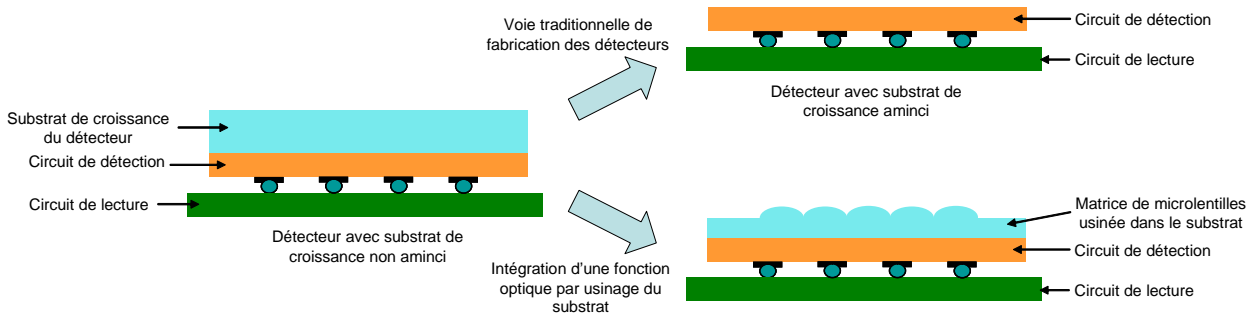 Substrat de croissance
du détecteur
Circuit de détection
Circuit de lecture
Détecteur avec substrat de
croissance non aminci
Voie traditionnelle de
fabrication des détecteurs
Circuit de détection
Circuit de lecture
Détecteur avec substrat de
croissance aminci
Intégration d’une fonction
optique par usinage du
substrat
Matrice de microlentilles
usinée dans le substrat
Circuit de détection
Circuit de lecture